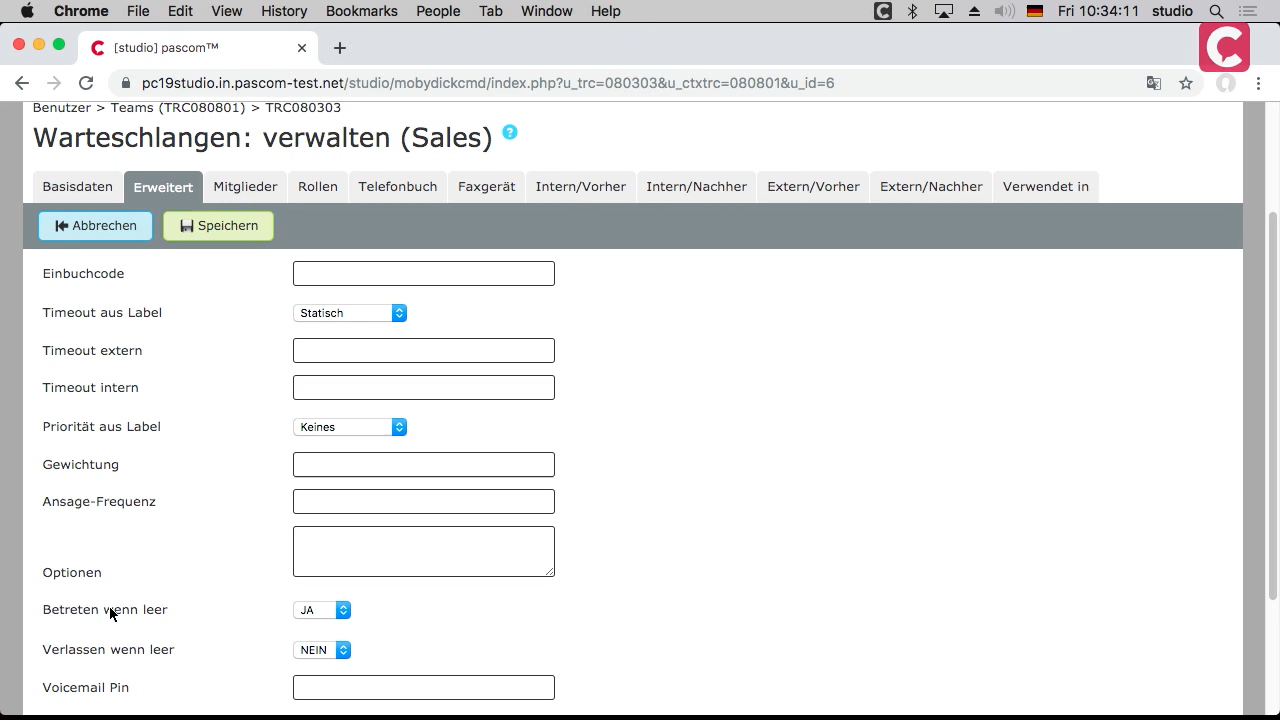 Chrome File Edit View History Bookmarks People Tab Window Help Fri 10:34:11 studio
[studio] pascom™
pc19studio.in.pascom-test.net/studio/mobydickcmd/index.php?u_trc=080303&u_ctxtrc=080801&u_id=6
Benutzer > Teams (TRC080801) > TRC080303
Warteschlangen: verwalten (Sales) ?
Basisdaten Erweitert Mitglieder Rollen Telefonbuch Faxgerät Intern/Vorher Intern/Nachher Extern/Vorher Extern/Nachher Verwendet in
Abbrechen Speichern
Einbuchcode
Timeout aus Label Statisch
Timeout extern
Timeout intern
Priorität aus Label Keines
Gewichtung
Ansage-Frequenz
Optionen
Betreten wenn leer JA
Verlassen wenn leer NEIN
Voicemail Pin